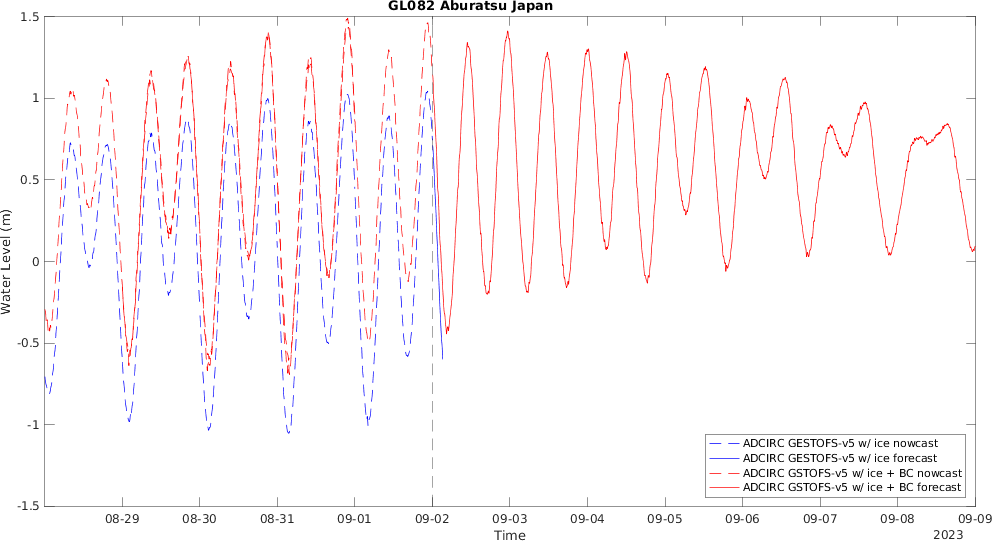 GL082 Aburatsu Japan
1.5
1
0.5
0
-0.5
-1
-1.5
Water Level (m)
ADCIRC GESTOFS-v5 w/ ice nowcast
ADCIRC GESTOFS-v5 w/ ice forecast
ADCIRC GSTOFS-v5 w/ ice + BC nowcast
ADCIRC GSTOFS-v5 w/ ice + BC forecast
08-29 08-30 08-31 09-01 09-02 09-03 09-04 09-05 09-06 09-07 09-08 09-09
Time
2023